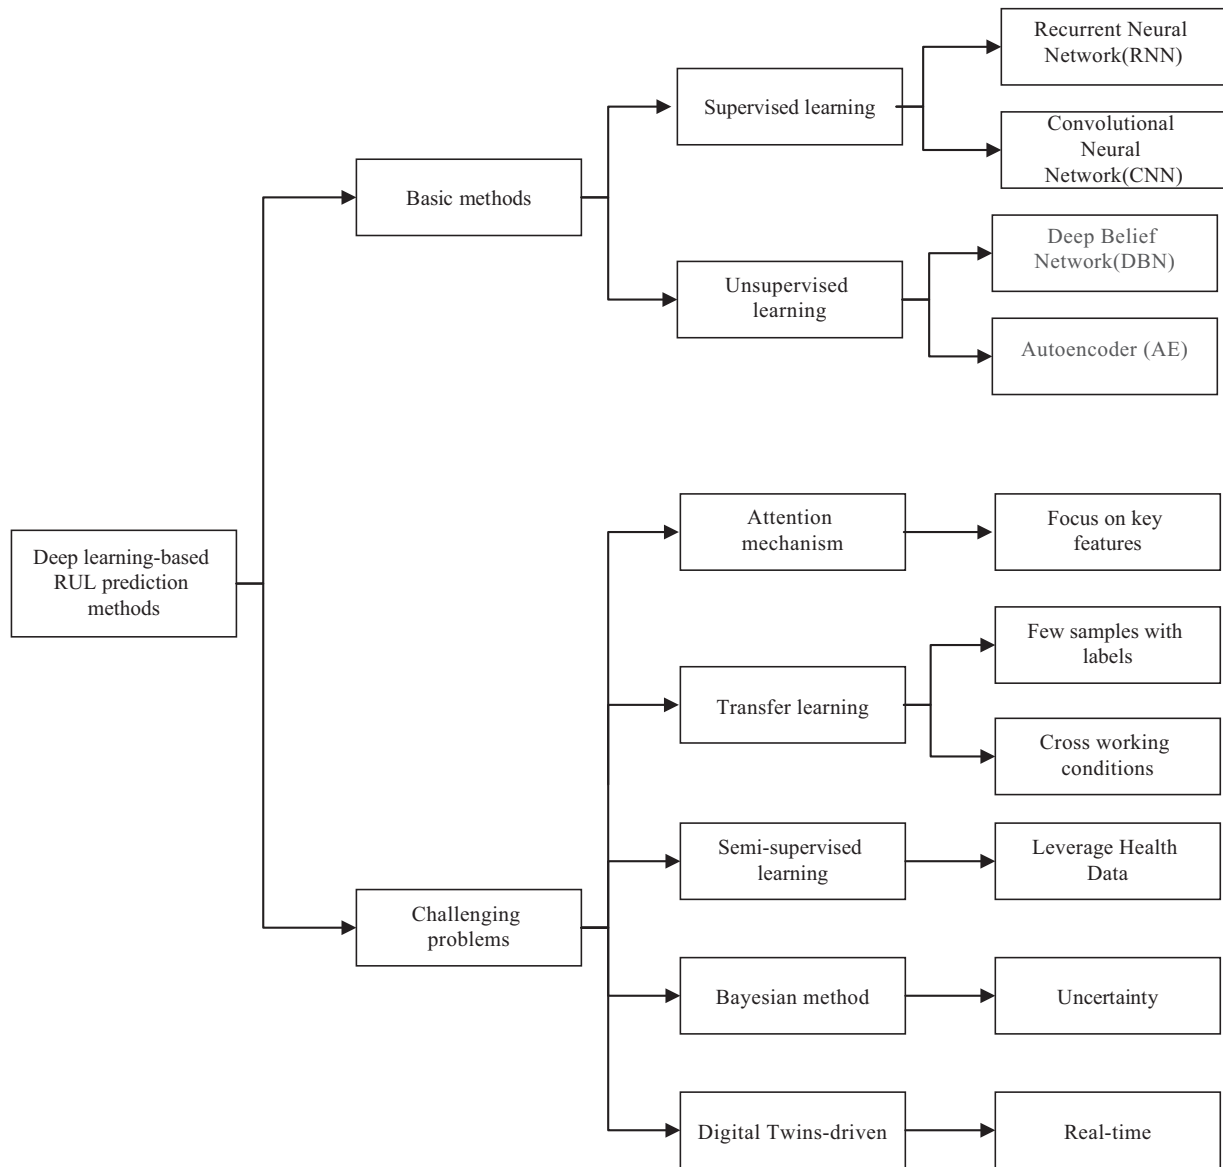 Deep learning-based
RUL prediction
methods
Basic methods
Supervised learning
Recurrent Neural
Network(RNN)
Convolutional
Neural
Network(CNN)
Unsupervised
learning
Deep Belief
Network(DBN)
Autoencoder (AE)
Challenging
problems
Attention
mechanism
Focus on key
features
Transfer learning
Few samples with
labels
Cross working
conditions
Semi-supervised
learning
Leverage Health
Data
Bayesian method
Uncertainty
Digital Twins-driven
Real-time